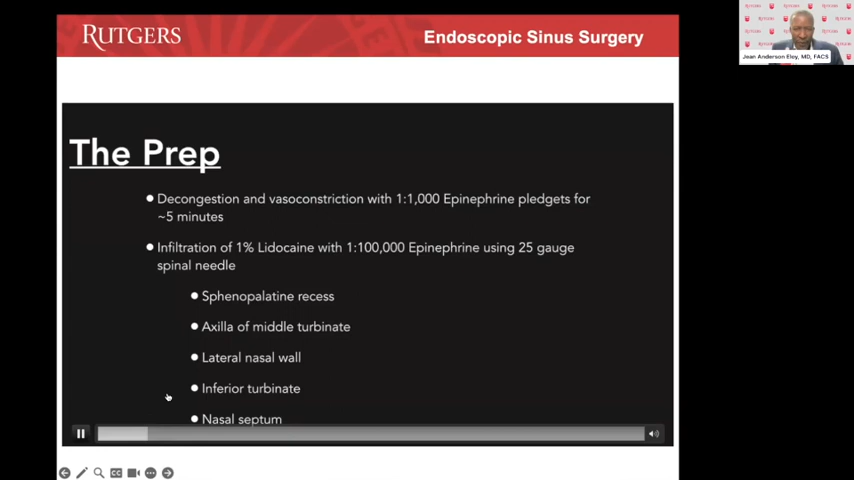 RUTGERS
Endoscopic Sinus Surgery
Jean Anderson Eloy, MD, FACS
The Prep
Decongestion and vasoconstriction with 1:1,000 Epinephrine pledgets for
~5 minutes
Infiltration of 1% Lidocaine with 1:100,000 Epinephrine using 25 gauge
spinal needle
Sphenopalatine recess
Axilla of middle turbinate
Lateral nasal wall
Inferior turbinate
Nasal septum
CC